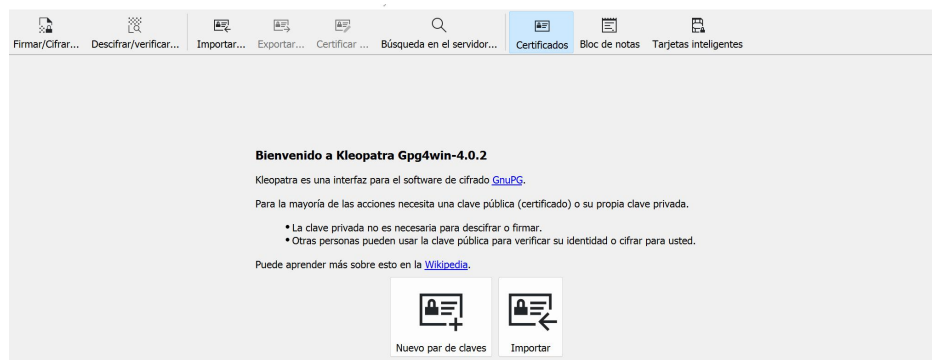 Firmar/Cifrar... Descifrar/verificar... Importar... Exportar... Certificar ... Búsqueda en el servidor... Certificados Bloc de notas Tarjetas inteligentes
Bienvenido a Kleopatra Gpg4win-4.0.2
Kleopatra es una interfaz para el software de cifrado GnuPG.
Para la mayoría de las acciones necesita una clave pública (certificado) o su propia clave privada.
• La clave privada no es necesaria para descifrar o firmar.
• Otras personas pueden usar la clave pública para verificar su identidad o cifrar para usted.
Puede aprender más sobre esto en la Wikipedia.
Nuevo par de claves Importar